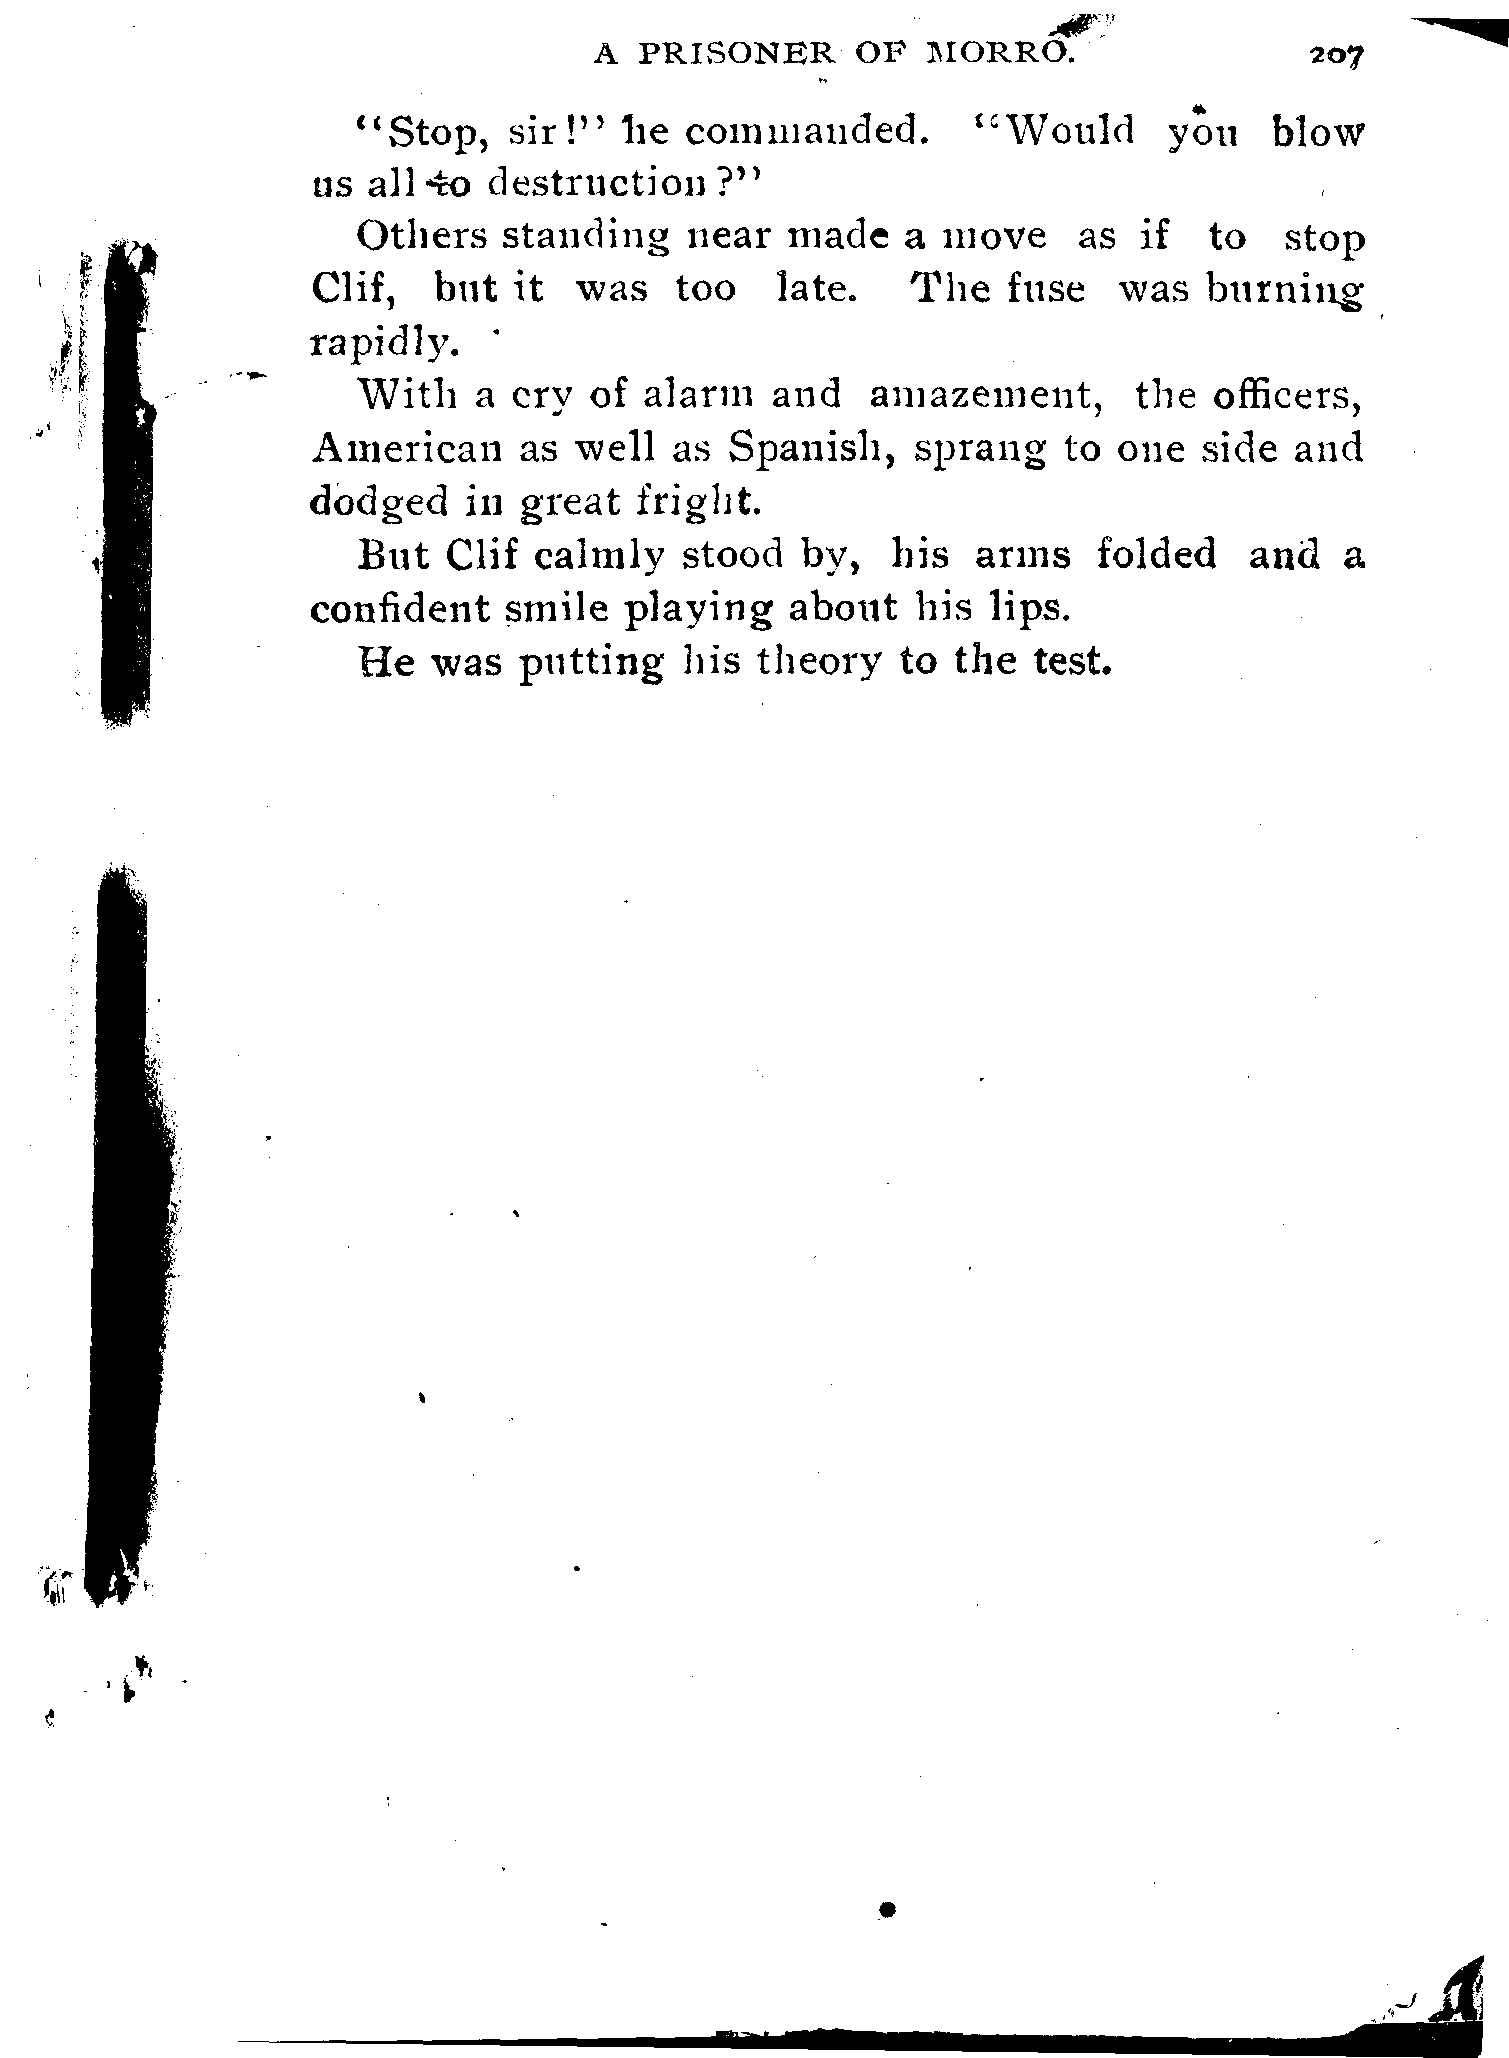 A PRISONER OF MORRO. 207
"Stop, sir!" he commanded. "Would you blow
us all to destruction?"
Others standing near made a move as if to stop
Clif, but it was too late. The fuse was burning
rapidly.
With a cry of alarm and amazement, the officers,
American as well as Spanish, sprang to one side and
dodged in great fright.
But Clif calmly stood by, his arms folded and a
confident smile playing about his lips.
He was putting his theory to the test.